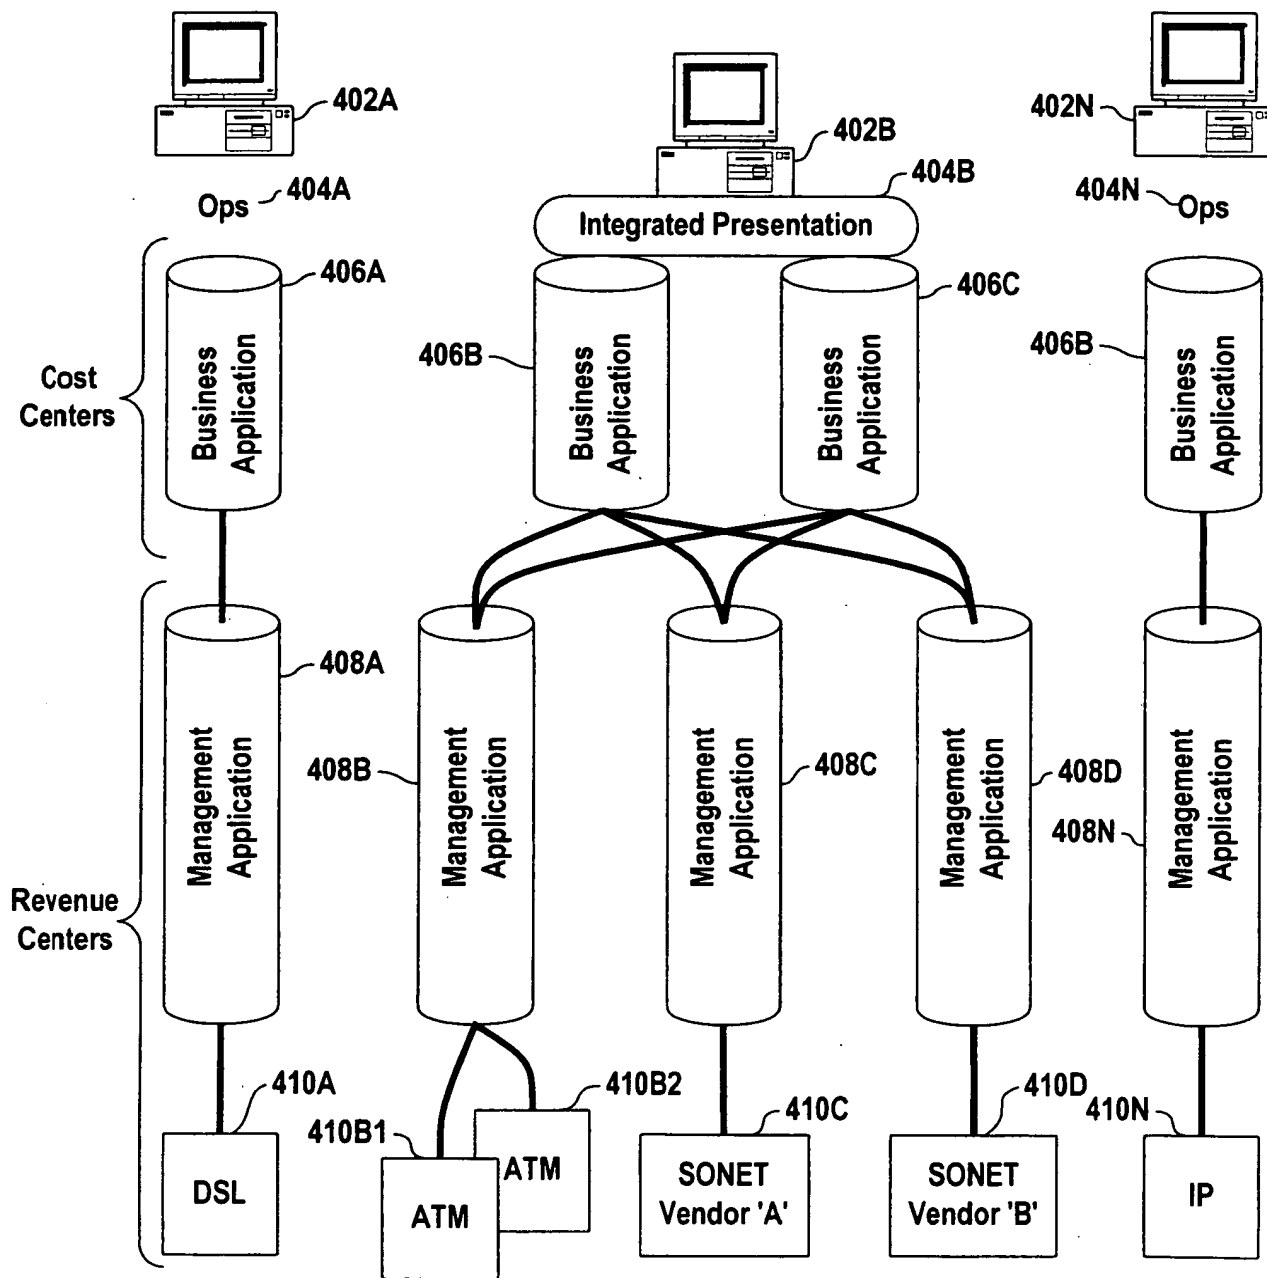 402A
402B
402N
404A
Ops
404B
Integrated Presentation
404N
Ops
406A
406B
406C
406B
Cost
Centers
Business
Application
Business
Application
Business
Application
Business
Application
408A
408B
408C
408D
408N
Management
Application
Management
Application
Management
Application
Management
Application
Management
Application
Revenue
Centers
410A
410B1
410B2
410C
410D
410N
DSL
ATM
ATM
SONET
Vendor 'A'
SONET
Vendor 'B'
IP